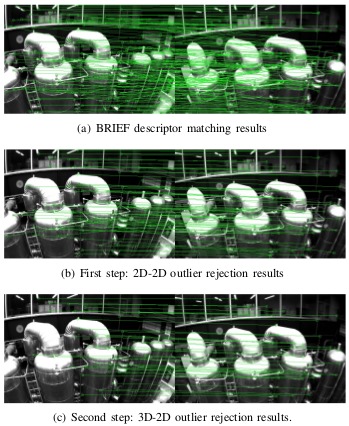 (a) BRIEF descriptor matching results
(b) First step: 2D-2D outlier rejection results
(c) Second step: 3D-2D outlier rejection results.